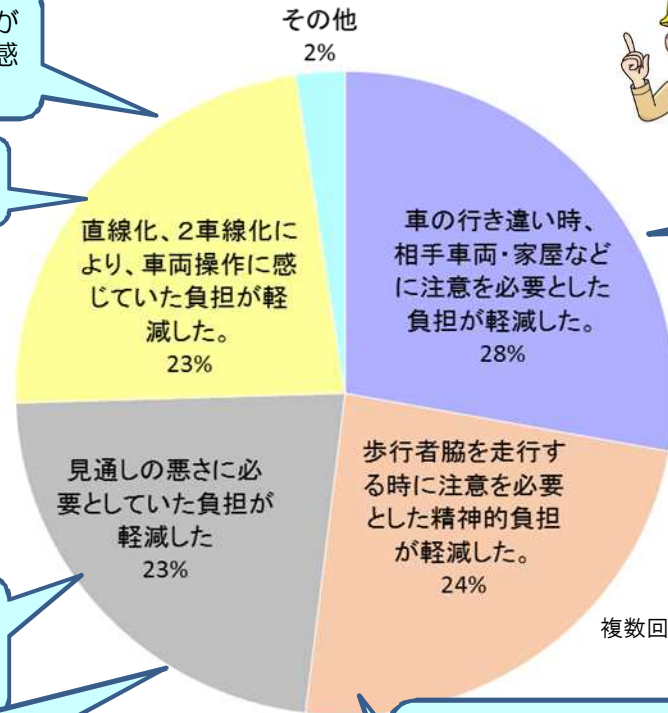 が
感
その他
2%
車の行き違い時、
相手車両・家屋など
に注意を必要とした
負担が軽減した。
28%
直線化、2車線化に
より、車両操作に感
じていた負担が軽
減した。
23%
歩行者脇を走行す
る時に注意を必要
とした精神的負担
が軽減した。
24%
見通しの悪さに必
要としていた負担が
軽減した
23%
複数回